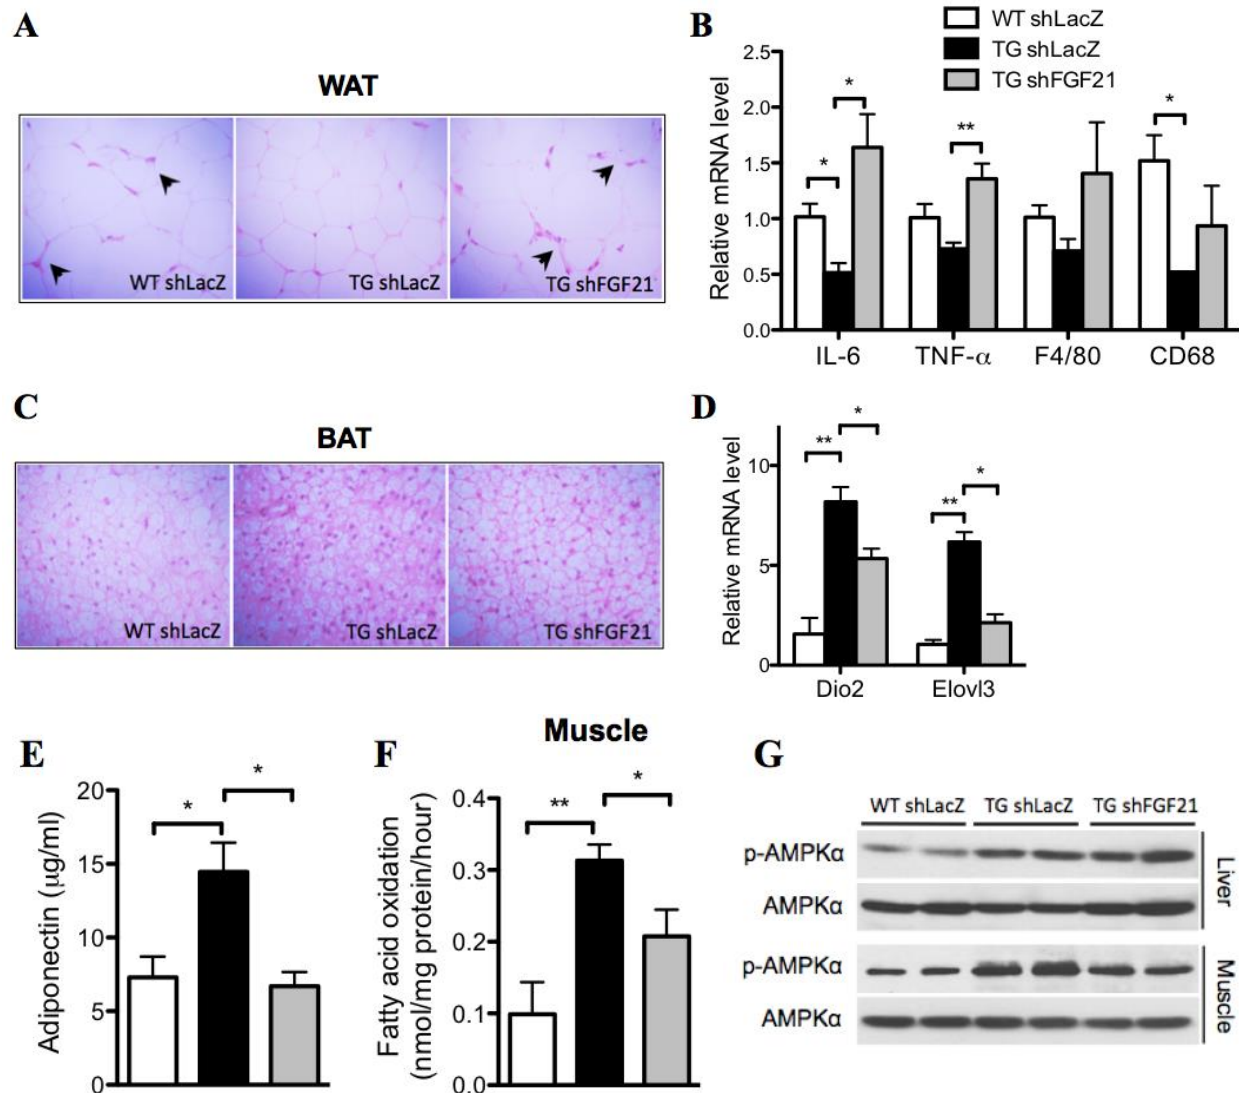 A
WAT
WT shLacZ
TG shLacZ
TG shFGF21
B
WT shLacZ
TG shLacZ
TG shFGF21
Relative mRNA level
2.5
2.0
1.5
1.0
0.5
0.0
*
*
**
*
IL-6
TNF-α
F4/80
CD68
C
BAT
WT shLacZ
TG shLacZ
TG shFGF21
D
Relative mRNA level
10
5
0
**
*
**
*
Dio2
Elovl3
E
Adiponectin (μg/ml)
20
15
10
5
0
*
*
F
Muscle
Fatty acid oxidation
(nmol/mg protein/hour)
0.4
0.3
0.2
0.1
0.0
**
*
G
WT shLacZ TG shLacZ TG shFGF21
p-AMPKα
AMPKα
Liver
p-AMPKα
AMPKα
Muscle